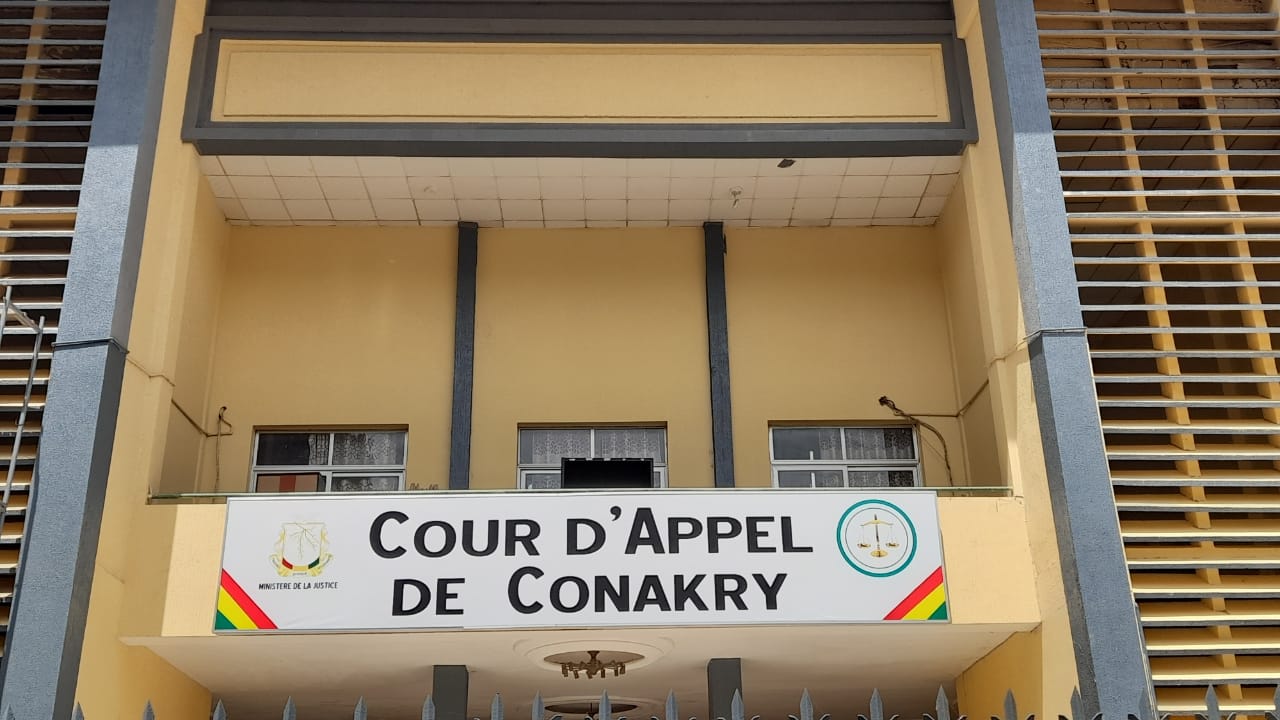 COUR D'APPEL
DE CONAKRY
MINISTERE DE LA JUSTICE